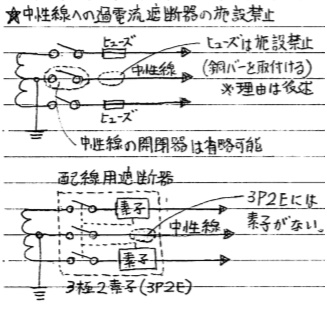 ★中性線への過電流遮断器の施設禁止
ヒューズ
ヒューズは施設禁止
(銅バーを取付ける)
※理由は後述
中性線
ヒューズ
中性線の開閉器は省略可能
配線用遮断器
素子
3P2Eには
素子がない。
中性線
素子
3極2素子(3P2E)